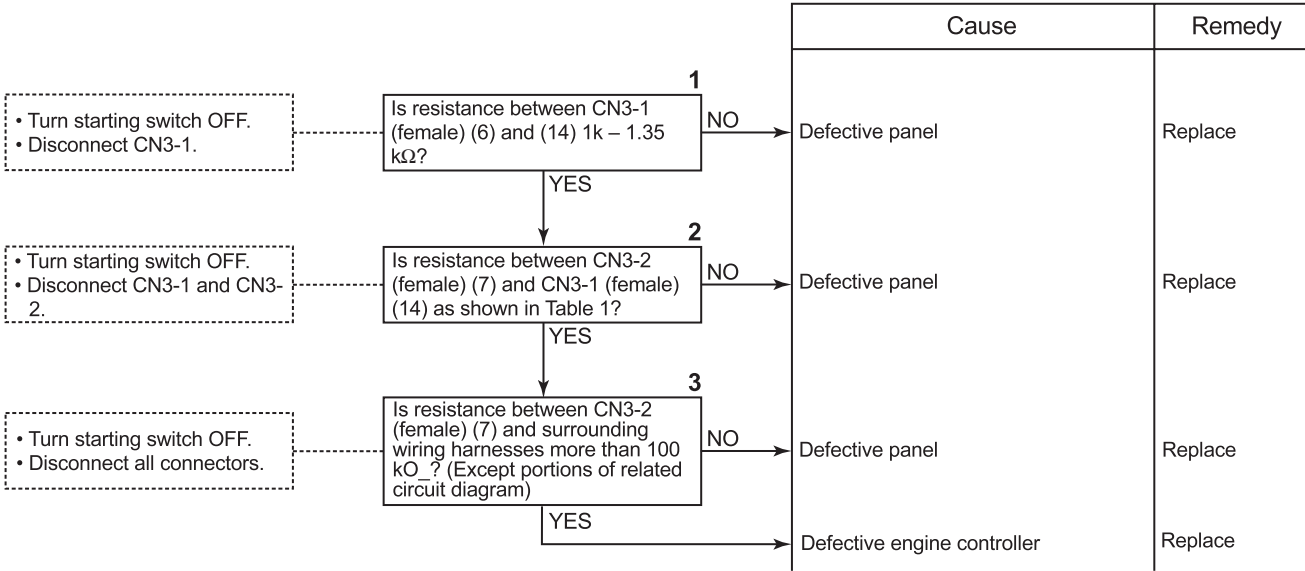 Cause
Remedy
1
• Turn starting switch OFF.
• Disconnect CN3-1.
Is resistance between CN3-1
(female) (6) and (14) 1k – 1.35
kΩ?
NO
Defective panel
Replace
YES
2
• Turn starting switch OFF.
• Disconnect CN3-1 and CN3-
2.
Is resistance between CN3-2
(female) (7) and CN3-1 (female)
(14) as shown in Table 1?
NO
Defective panel
Replace
YES
3
• Turn starting switch OFF.
• Disconnect all connectors.
Is resistance between CN3-2
(female) (7) and surrounding
wiring harnesses more than 100
kO_? (Except portions of related
circuit diagram)
NO
Defective panel
Replace
YES
Defective engine controller
Replace